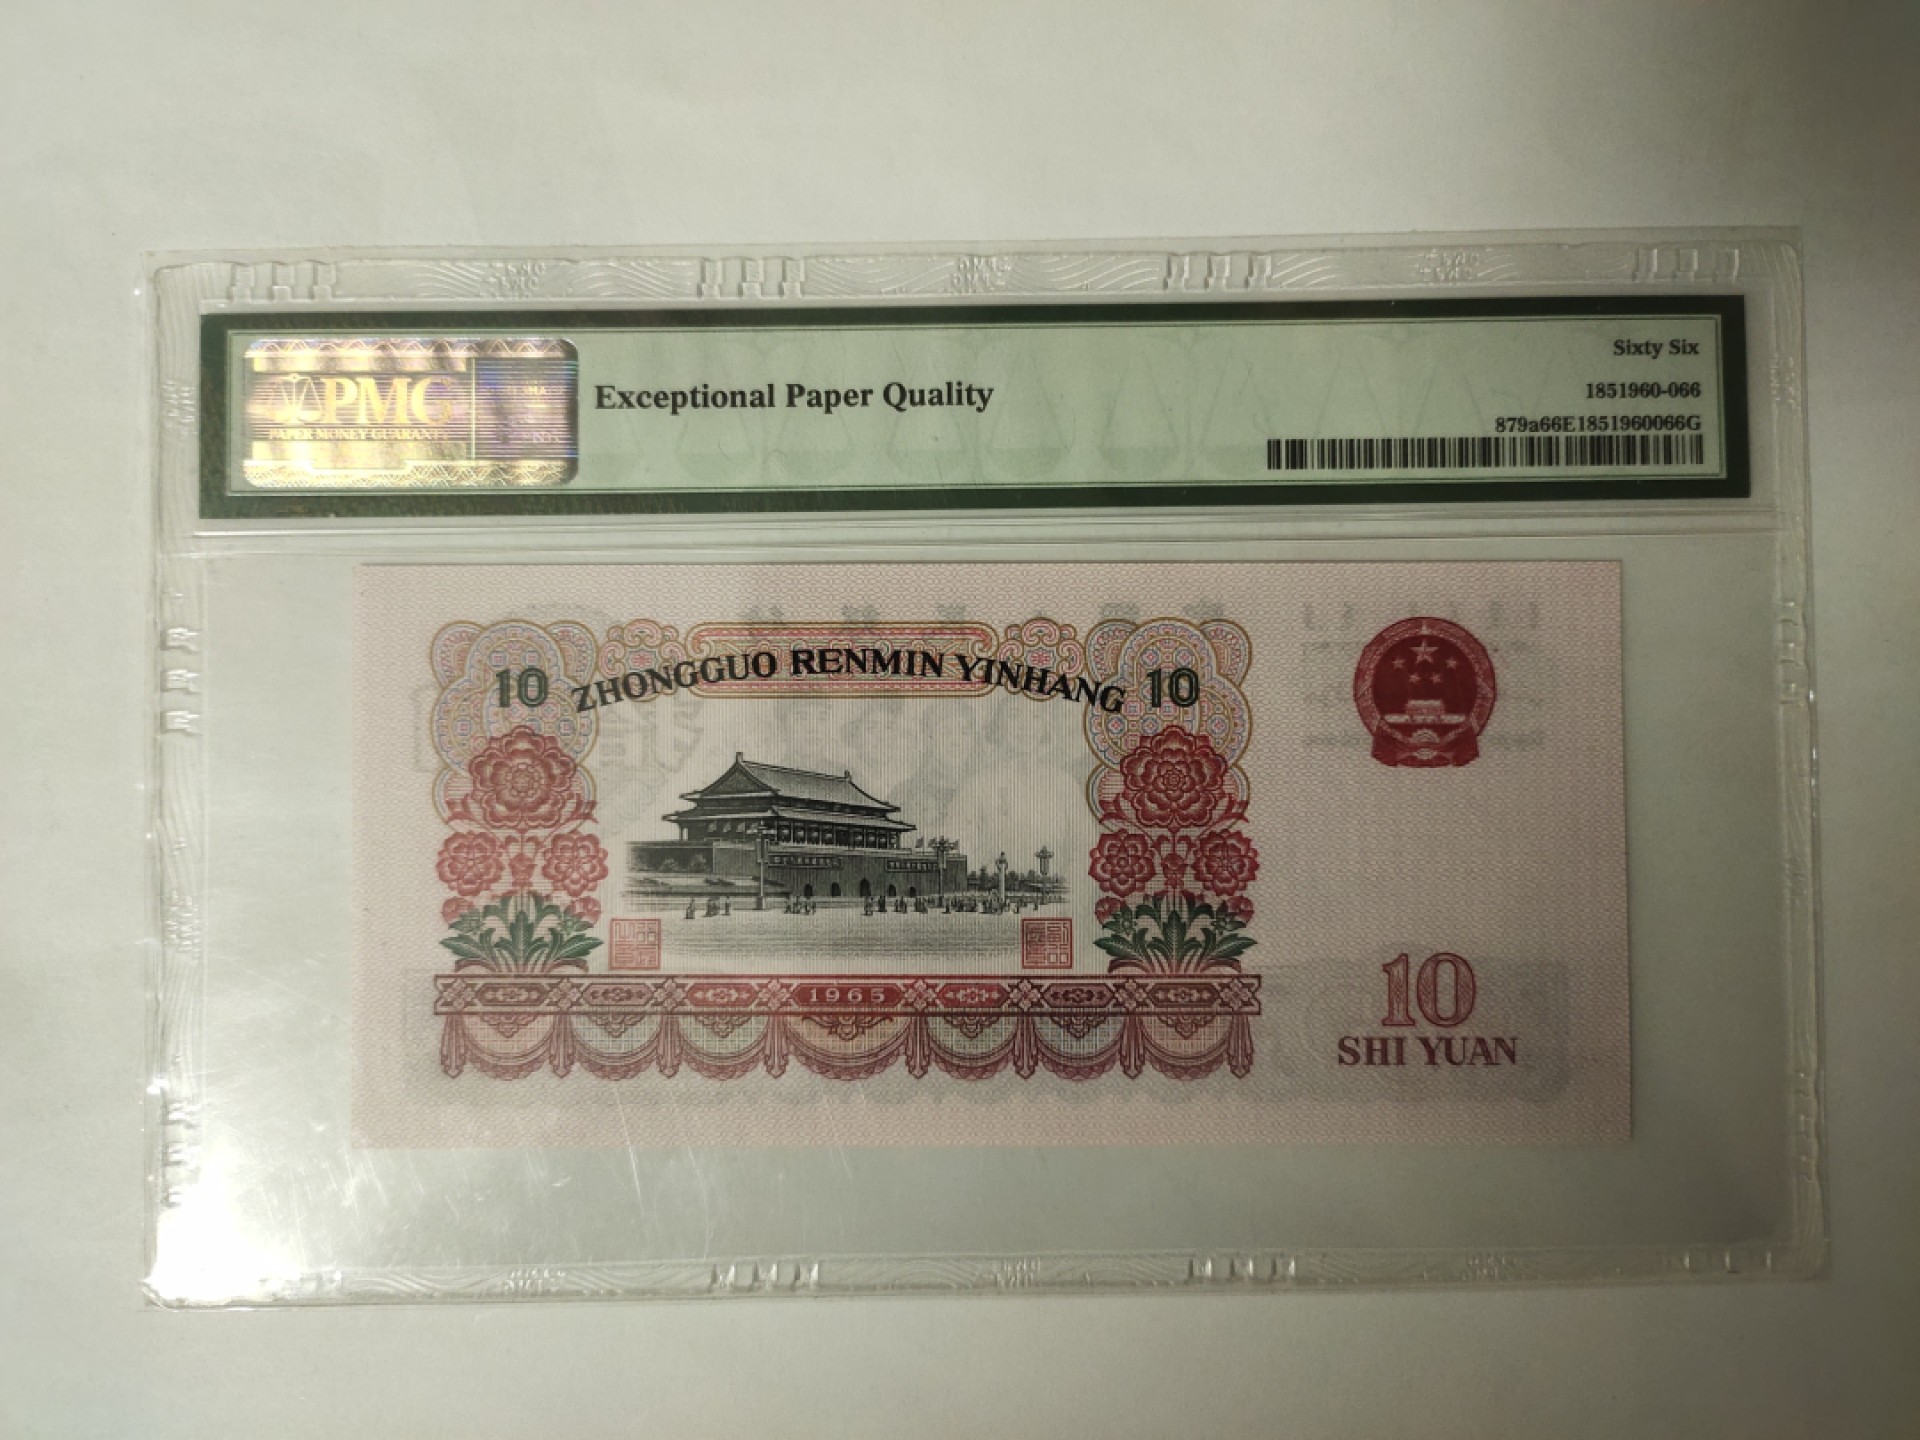 Sixty Six
PMG
PAPER MONEY GUARANTY
Exceptional Paper Quality
1851960-066
879a66E1851960066G
10 ZHONGGUO RENMIN YINHANG 10
1965
10
SHI YUAN